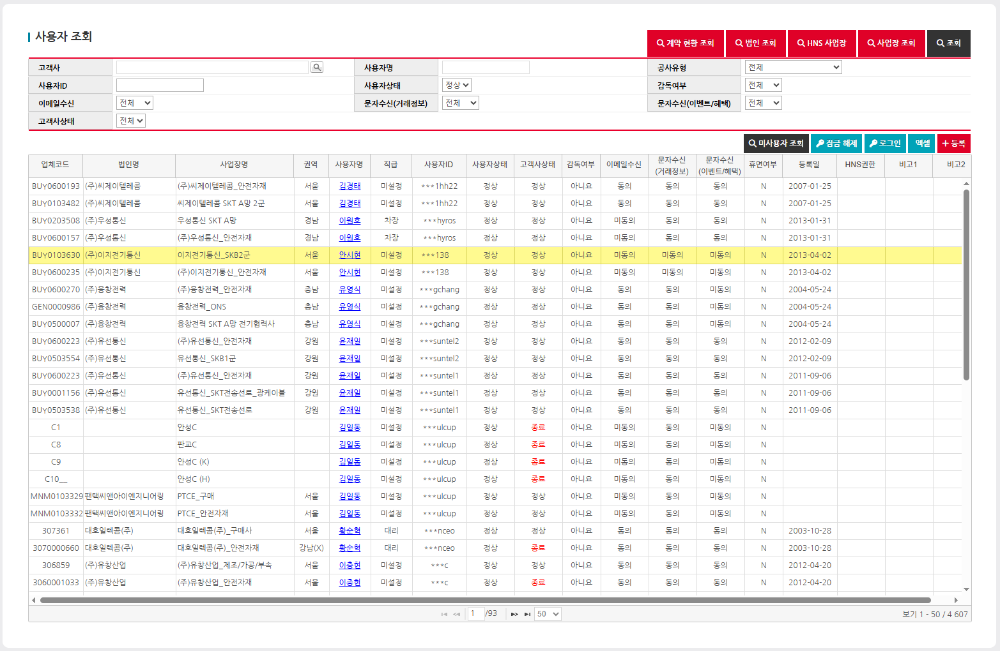 사용자 조회
계약 현황 조회 법인 조회 HNS 사업장 사업장 조회 조회
고객사 사용자명 공사유형 전체
사용자ID 사용자상태 정상 감독여부 전체
이메일수신 전체 문자수신(거래정보) 전체 문자수신(이벤트/혜택) 전체
고객사상태 전체
미사용자 조회 잠금 해제 로그인 엑셀 등록
업체코드 법인명 사업장명 권역 사용자명 직급 사용자ID 사용자상태 고객사상태 감독여부 이메일수신 문자수신 (거래정보) 문자수신 (이벤트/혜택) 휴면여부 등록일 HNS권한 비고1 비고2
BUY0600193 (주)씨제이텔레콤 (주)씨제이텔레콤_안전자재 서울 김경태 미설정 ***1hh22 정상 정상 아니요 동의 동의 동의 N 2007-01-25
BUY0103482 (주)씨제이텔레콤 씨제이텔레콤 SKT A망 2군 서울 김경태 미설정 ***1hh22 정상 정상 아니요 동의 동의 동의 N 2007-01-25
BUY0203508 (주)우성통신 우성통신 SKT A망 경남 이원호 차장 ***hyros 정상 정상 아니요 미동의 동의 동의 N 2013-01-31
BUY0600157 (주)우성통신 (주)우성통신_안전자재 경남 이원호 차장 ***hyros 정상 정상 아니요 미동의 동의 동의 N 2013-01-31
BUY0103630 (주)이지전기통신 이지전기통신_SKB2군 서울 안시현 미설정 ***138 정상 정상 아니요 미동의 미동의 미동의 N 2013-04-02
BUY0600235 (주)이지전기통신 (주)이지전기통신_안전자재 서울 안시현 미설정 ***138 정상 정상 아니요 미동의 미동의 미동의 N 2013-04-02
BUY0600270 (주)융창전력 (주)융창전력_안전자재 충남 유영식 미설정 ***gchang 정상 정상 아니요 동의 동의 미동의 N 2004-05-24
GEN0000986 (주)융창전력 융창전력_ONS 충남 유영식 미설정 ***gchang 정상 정상 아니요 동의 동의 미동의 N 2004-05-24
BUY0500007 (주)융창전력 융창전력 SKT A망 전기협력사 충남 유영식 미설정 ***gchang 정상 정상 아니요 동의 동의 미동의 N 2004-05-24
BUY0600223 (주)유선통신 (주)유선통신_안전자재 강원 윤재일 미설정 ***suntel2 정상 정상 아니요 동의 동의 동의 N 2012-02-09
BUY0503554 (주)유선통신 유선통신_SKB1군 강원 윤재일 미설정 ***suntel2 정상 정상 아니요 동의 동의 동의 N 2012-02-09
BUY0600223 (주)유선통신 (주)유선통신_안전자재 강원 윤재일 미설정 ***suntel1 정상 정상 아니요 동의 동의 동의 N 2011-09-06
BUY0001156 (주)유선통신 유선통신_SKT전송선로_광케이블 강원 윤재일 미설정 ***suntel1 정상 정상 아니요 동의 동의 동의 N 2011-09-06
BUY0503538 (주)유선통신 유선통신_SKT전송선로 강원 윤재일 미설정 ***suntel1 정상 정상 아니요 동의 동의 동의 N 2011-09-06
C1 안성C 김일동 미설정 ***ulcup 정상 종료 아니요 미동의 동의 미동의 N
C8 판교C 김일동 미설정 ***ulcup 정상 종료 아니요 미동의 동의 미동의 N
C9 안성C (K) 김일동 미설정 ***ulcup 정상 종료 아니요 미동의 동의 미동의 N
C10__ 안성C (H) 김일동 미설정 ***ulcup 정상 종료 아니요 미동의 동의 미동의 N
MNM0103329 팬택씨앤아이엔지니어링 PTCE_구매 서울 김일동 미설정 ***ulcup 정상 정상 아니요 미동의 동의 미동의 N
MNM0103332 팬택씨앤아이엔지니어링 PTCE_안전자재 서울 김일동 미설정 ***ulcup 정상 정상 아니요 미동의 동의 미동의 N
307361 대호일렉콤(주) 대호일렉콤(주)_구매사 서울 황순혁 대리 ***nceo 정상 정상 아니요 동의 동의 동의 N 2003-10-28
3070000660 대호일렉콤(주) 대호일렉콤(주)_안전자재 강남(X) 황순혁 대리 ***nceo 정상 종료 아니요 동의 동의 동의 N 2003-10-28
306859 (주)유창산업 (주)유창산업_제조/가공/부속 서울 이충현 미설정 ***c 정상 정상 아니요 동의 동의 동의 N 2012-04-20
3060001033 (주)유창산업 (주)유창산업_안전자재 서울 이충현 미설정 ***c 정상 종료 아니요 동의 동의 동의 N 2012-04-20
1 /93 50 보기 1 - 50 / 4 607